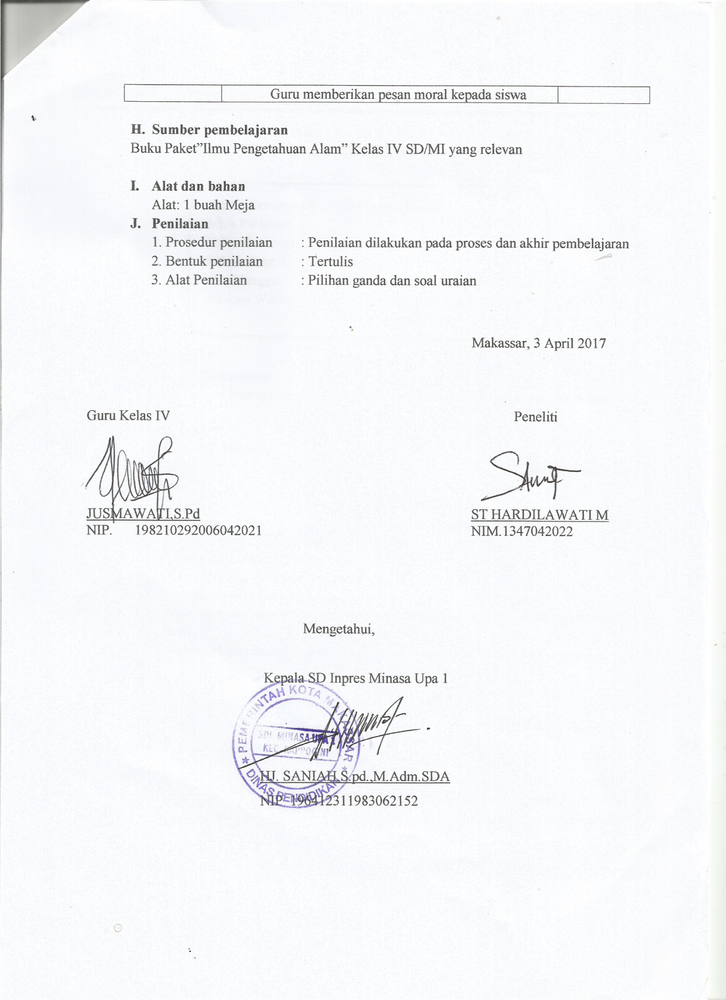 Guru memberikan pesan moral kepada siswa
H. Sumber pembelajaran
Buku Paket”Ilmu Pengetahuan Alam” Kelas IV SD/MI yang relevan
I. Alat dan bahan
Alat: 1 buah Meja
J. Penilaian
1. Prosedur penilaian : Penilaian dilakukan pada proses dan akhir pembelajaran
2. Bentuk penilaian : Tertulis
3. Alat Penilaian : Pilihan ganda dan soal uraian
Makassar, 3 April 2017
Guru Kelas IV Peneliti
JUSMAWATI,S.Pd ST HARDILAWATI M
NIP. 198210292006042021 NIM.1347042022
Mengetahui,
Kepala SD Inpres Minasa Upa 1
PEMERINTAH KOTA MAKASSAR
SDI MINASA UPA 1
KEC. RAPPOCINI
DINAS PENDIDIKAN
HJ. SANIAH,S.pd.,M.Adm.SDA
NIP 196412311983062152